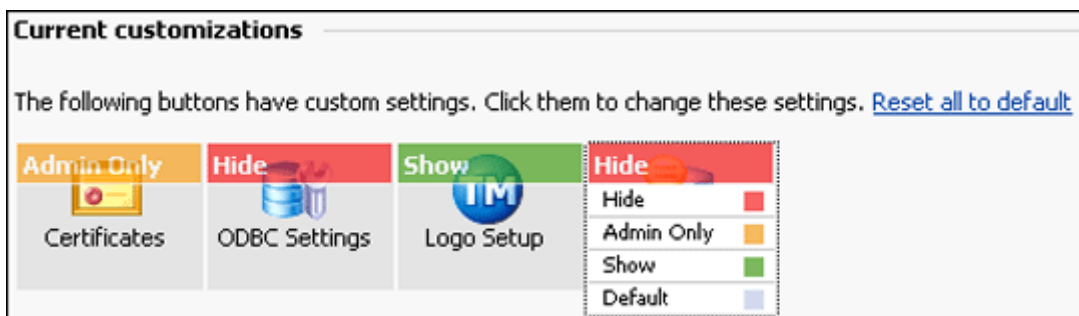 Current customizations
The following buttons have custom settings. Click them to change these settings. Reset all to default
Admin Only Hide Show Hide
TM
Certificates ODBC Settings Logo Setup
Hide
Admin Only
Show
Default